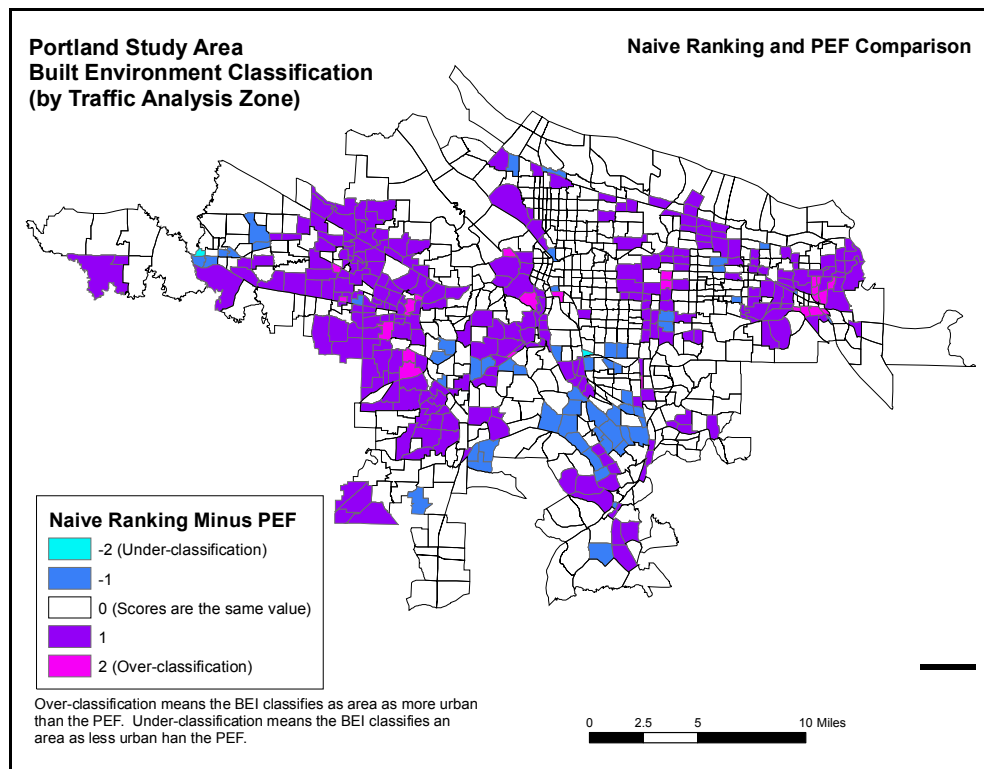 Portland Study Area
Built Environment Classification
(by Traffic Analysis Zone)
Naive Ranking and PEF Comparison
Naive Ranking Minus PEF
-2 (Under-classification)
-1
0 (Scores are the same value)
1
2 (Over-classification)
Over-classification means the BEI classifies as area as more urban
than the PEF. Under-classification means the BEI classifies an
area as less urban han the PEF.
0 2.5 5 10 Miles